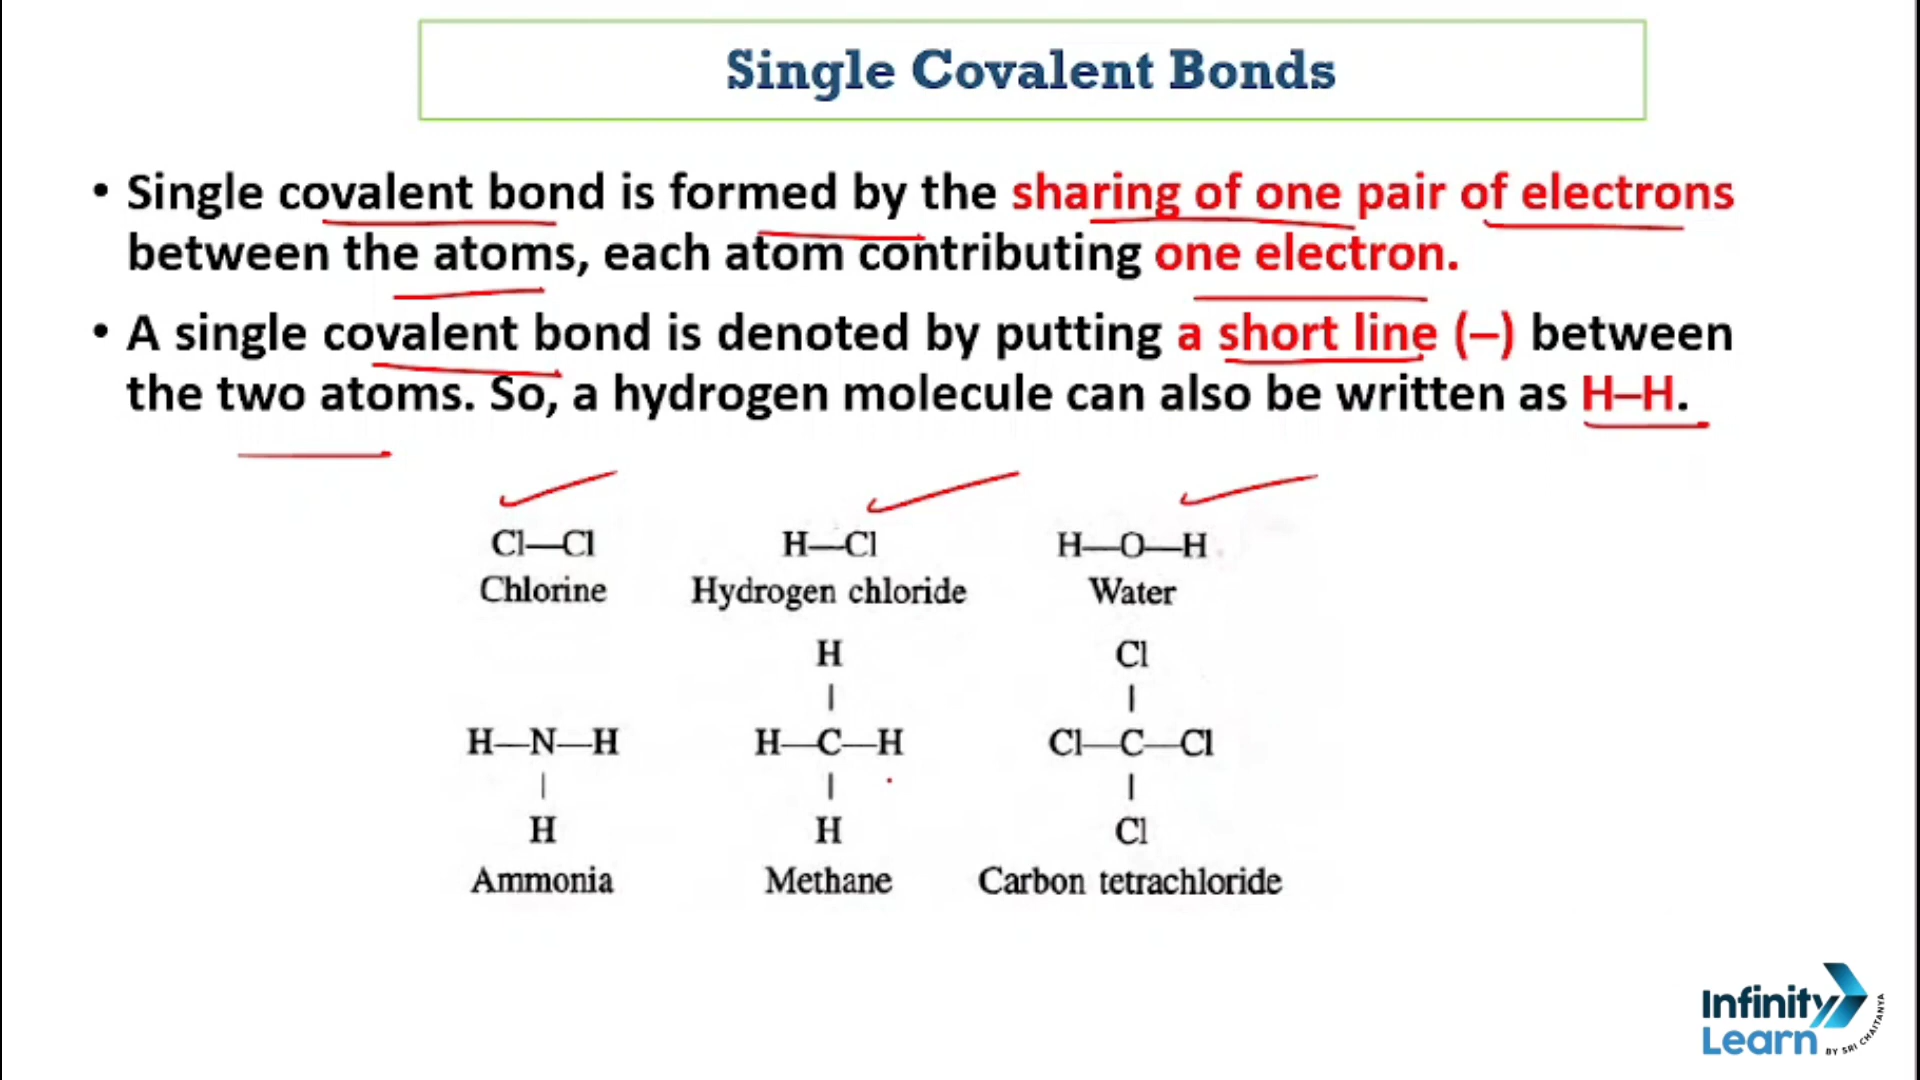 Single Covalent Bonds
• Single covalent bond is formed by the sharing of one pair of electrons
between the atoms, each atom contributing one electron.
• A single covalent bond is denoted by putting a short line (–) between
the two atoms. So, a hydrogen molecule can also be written as H–H.
Cl—Cl H—Cl H—O—H
Chlorine Hydrogen chloride Water
H Cl
| |
H—N—H H—C—H Cl—C—Cl
| | |
H H Cl
Ammonia Methane Carbon tetrachloride
Infinity
Learn BY SRI CHAITANYA